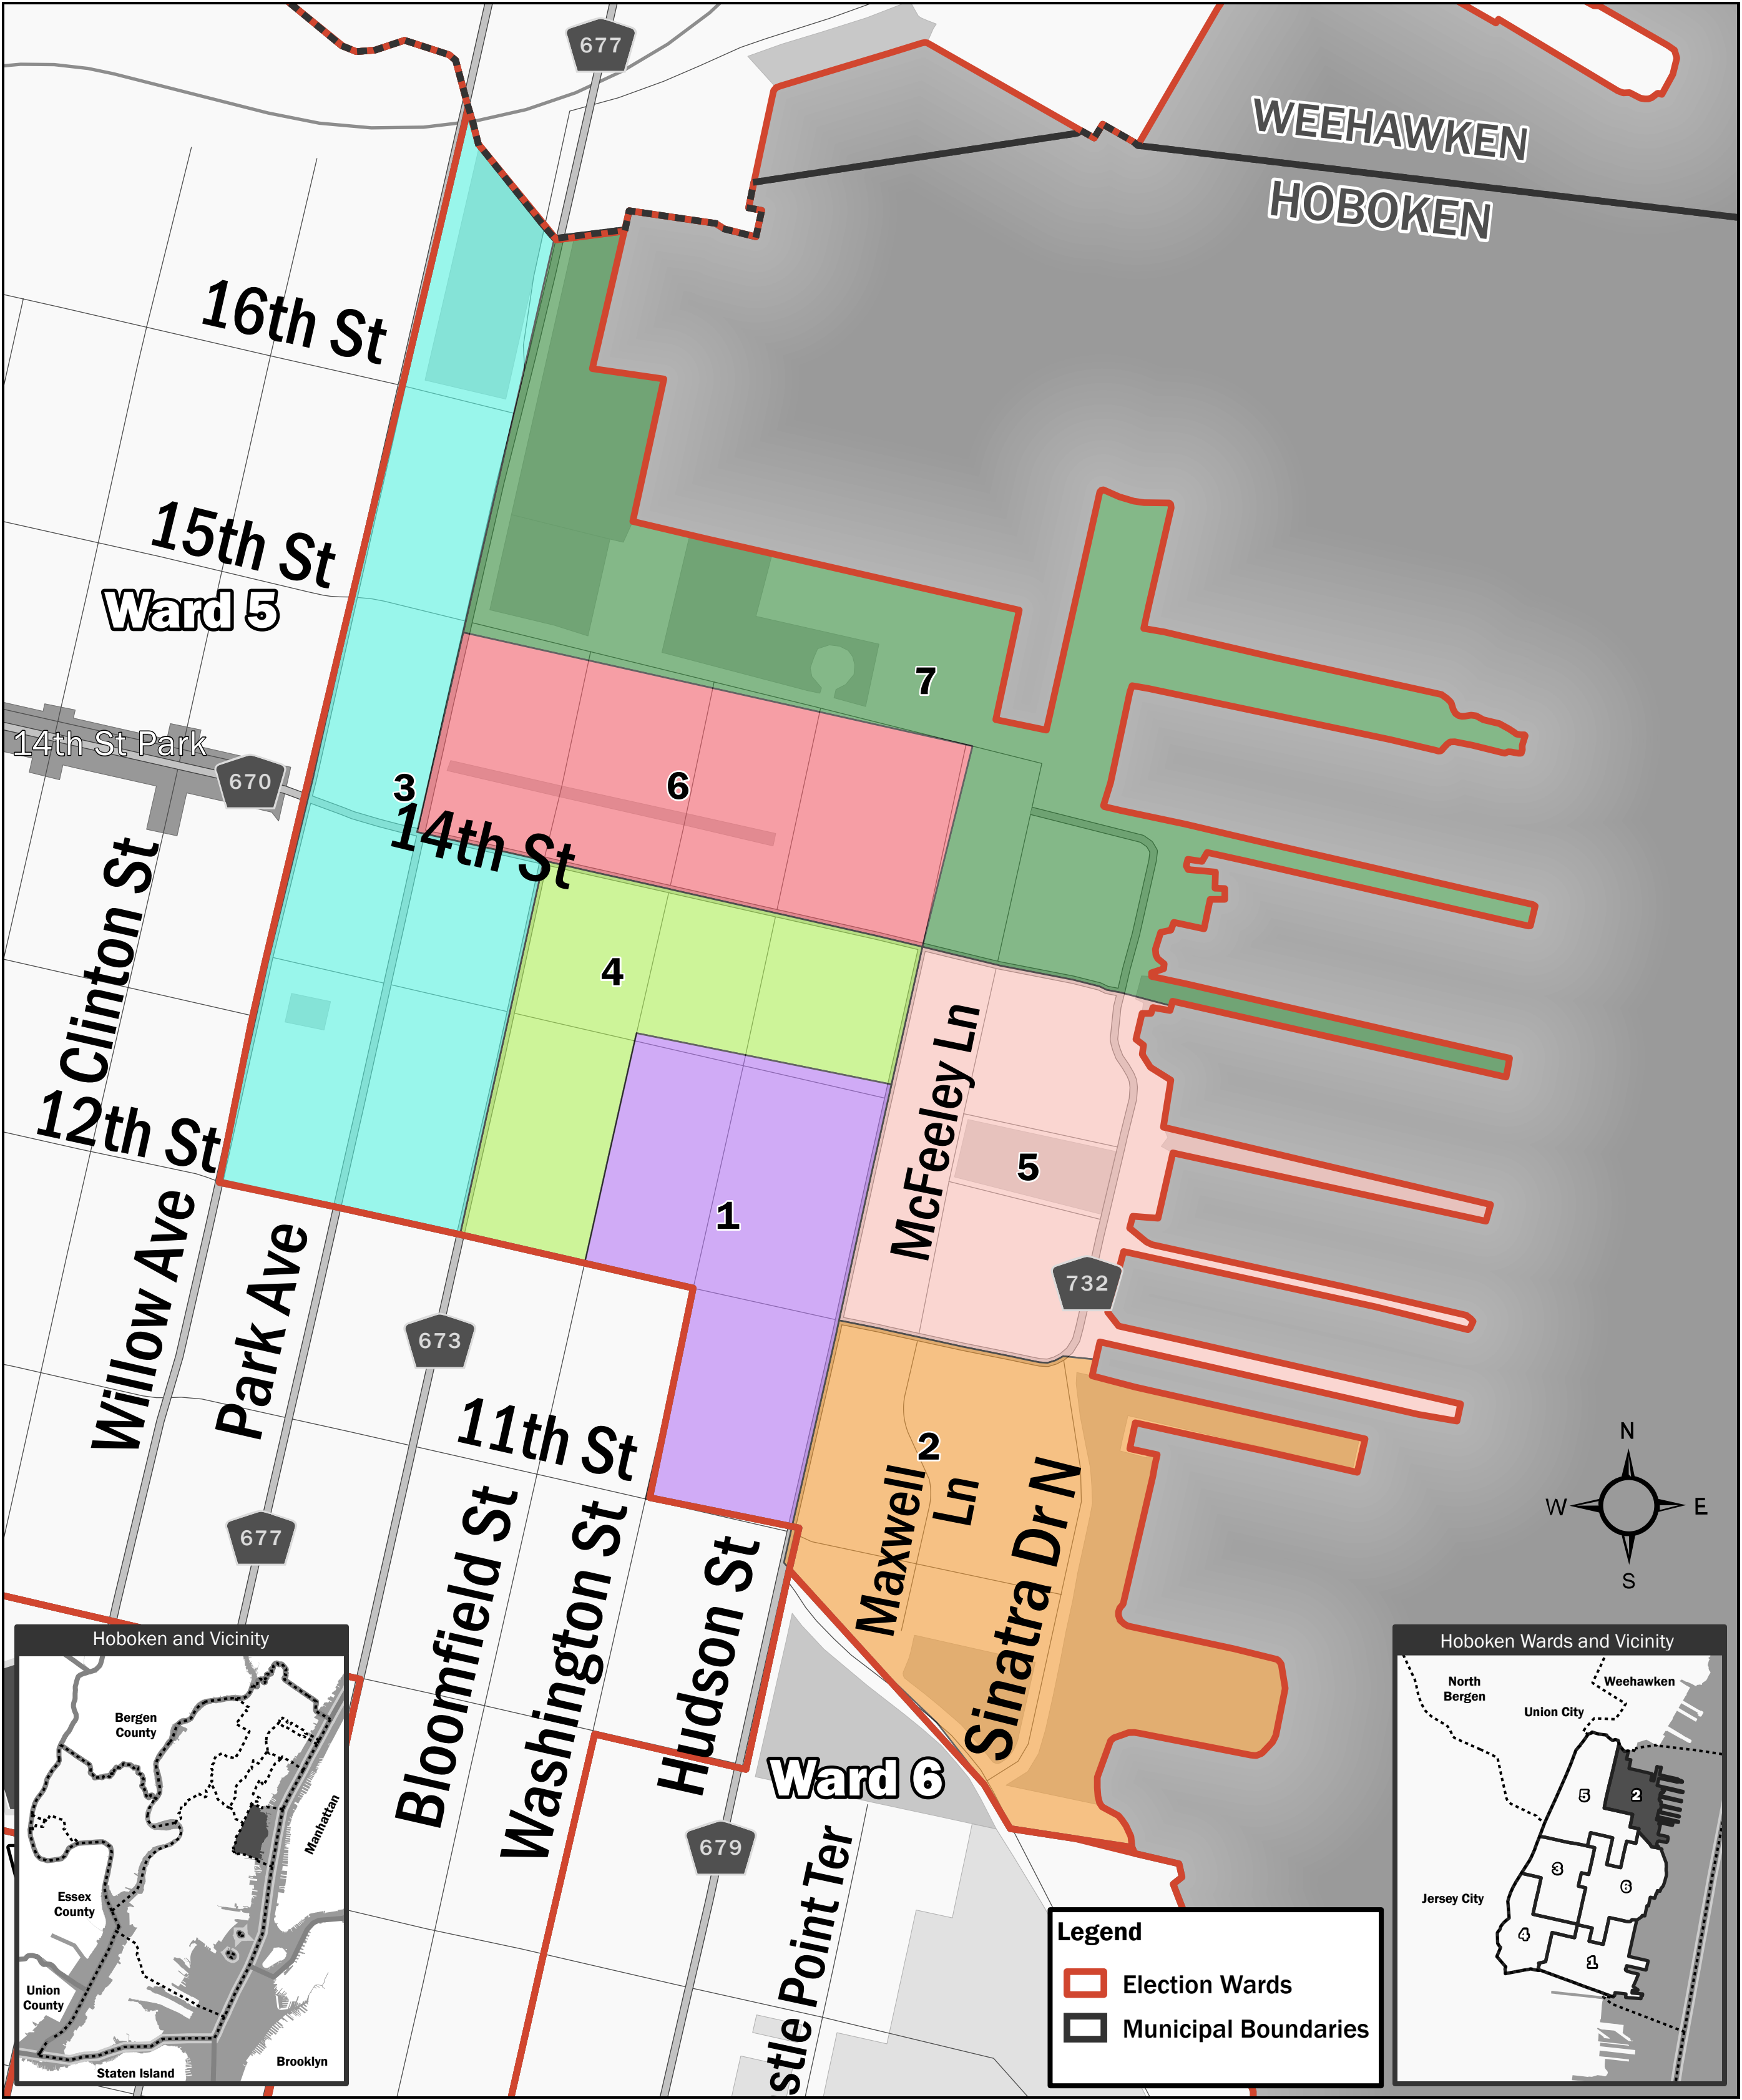 677
WEEHAWKEN
HOBOKEN
16th St
15th St
Ward 5
7
14th St Park
670
3
6
14th St
Clinton St
4
McFeeley Ln
12th St
5
1
Willow Ave
Park Ave
732
673
11th St
2
Maxwell
Ln
Sinatra Dr N
N
W
E
S
677
Bloomfield St
Washington St
Hudson St
Ward 6
679
stle Point Ter
Hoboken and Vicinity
Bergen
County
Manhattan
Essex
County
Union
County
Staten Island
Brooklyn
Legend
Election Wards
Municipal Boundaries
Hoboken Wards and Vicinity
North
Bergen
Weehawken
Union City
5
2
3
6
Jersey City
4
1